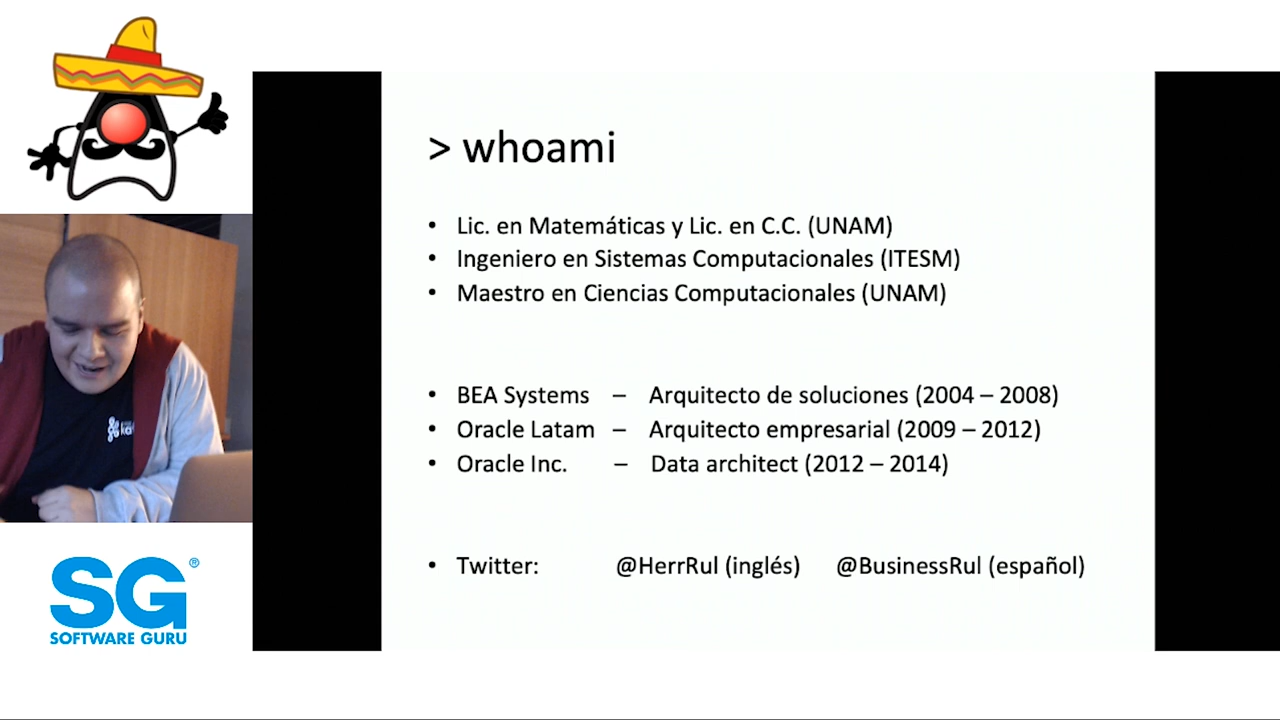 > whoami
• Lic. en Matemáticas y Lic. en C.C. (UNAM)
• Ingeniero en Sistemas Computacionales (ITESM)
• Maestro en Ciencias Computacionales (UNAM)
• BEA Systems – Arquitecto de soluciones (2004 – 2008)
• Oracle Latam – Arquitecto empresarial (2009 – 2012)
• Oracle Inc. – Data architect (2012 – 2014)
• Twitter: @HerrRul (inglés) @BusinessRul (español)
SG®
SOFTWARE GURU